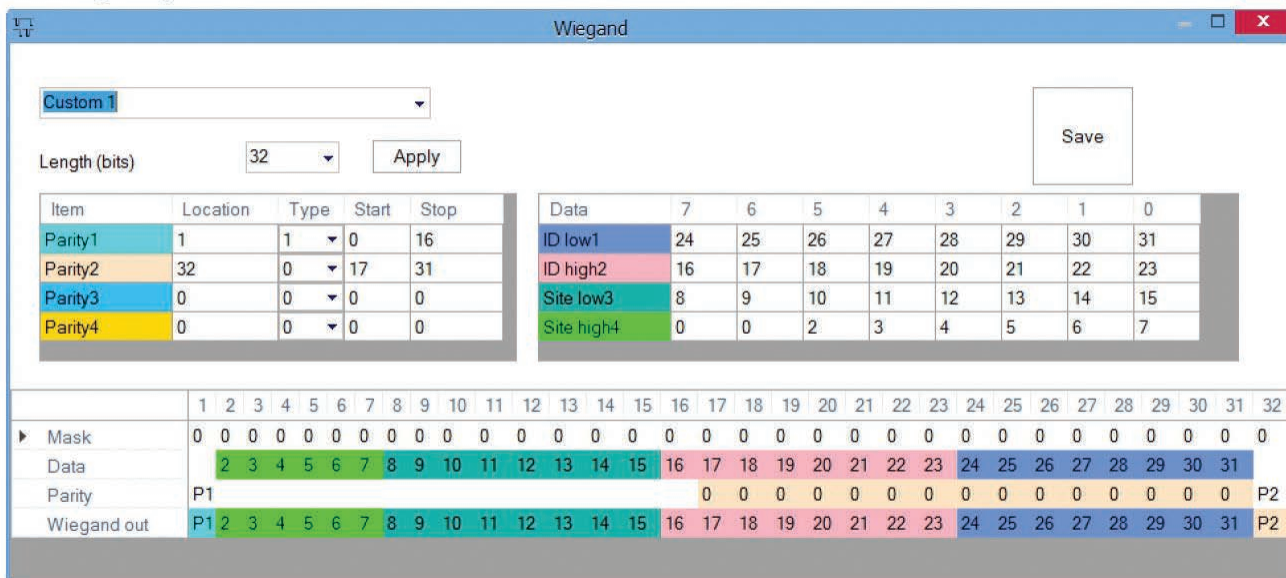 Wiegand
Custom 1
Save
Length (bits) 32 Apply
Item Location Type Start Stop
Parity1 1 1 0 16
Parity2 32 0 17 31
Parity3 0 0 0 0
Parity4 0 0 0 0
Data 7 6 5 4 3 2 1 0
ID low1 24 25 26 27 28 29 30 31
ID high2 16 17 18 19 20 21 22 23
Site low3 8 9 10 11 12 13 14 15
Site high4 0 0 2 3 4 5 6 7
1 2 3 4 5 6 7 8 9 10 11 12 13 14 15 16 17 18 19 20 21 22 23 24 25 26 27 28 29 30 31 32
Mask 0 0 0 0 0 0 0 0 0 0 0 0 0 0 0 0 0 0 0 0 0 0 0 0 0 0 0 0 0 0 0 0
Data 2 3 4 5 6 7 8 9 10 11 12 13 14 15 16 17 18 19 20 21 22 23 24 25 26 27 28 29 30 31
Parity P1 0 0 0 0 0 0 0 0 0 0 0 0 0 0 0 P2
Wiegand out P1 2 3 4 5 6 7 8 9 10 11 12 13 14 15 16 17 18 19 20 21 22 23 24 25 26 27 28 29 30 31 P2